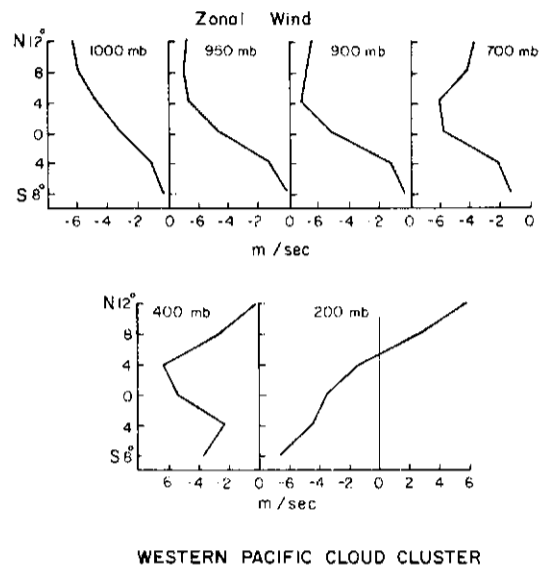 Zonal Wind
N12° 1000 mb 950 mb 900 mb 700 mb
8
4
0
4
S8°
-6 -4 -2 0 -6 -4 -2 0 -6 -4 -2 0 -6 -4 -2 0
m/sec
N12° 400 mb 200 mb
8
4
0
4
S8°
6 -4 -2 0 -6 -4 -2 0 2 4 6
m/sec m/sec
WESTERN PACIFIC CLOUD CLUSTER